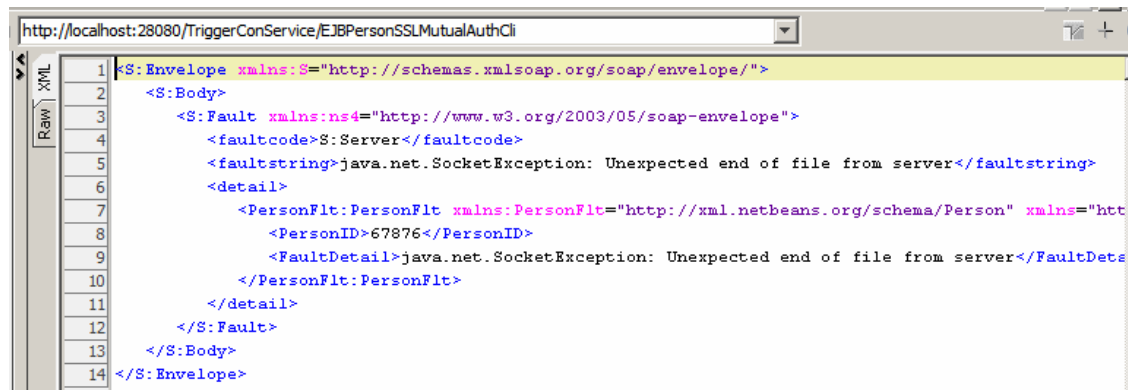 http://localhost:28080/TriggerConService/EJBPersonSSLMutualAuthCli
XML
Raw
1 <S:Envelope xmlns:S="http://schemas.xmlsoap.org/soap/envelope/">
2 <S:Body>
3 <S:Fault xmlns:ns4="http://www.w3.org/2003/05/soap-envelope">
4 <faultcode>S:Server</faultcode>
5 <faultstring>java.net.SocketException: Unexpected end of file from server</faultstring>
6 <detail>
7 <PersonFlt:PersonFlt xmlns:PersonFlt="http://xml.netbeans.org/schema/Person" xmlns="htt
8 <PersonID>67876</PersonID>
9 <FaultDetail>java.net.SocketException: Unexpected end of file from server</FaultDeta
10 </PersonFlt:PersonFlt>
11 </detail>
12 </S:Fault>
13 </S:Body>
14 </S:Envelope>